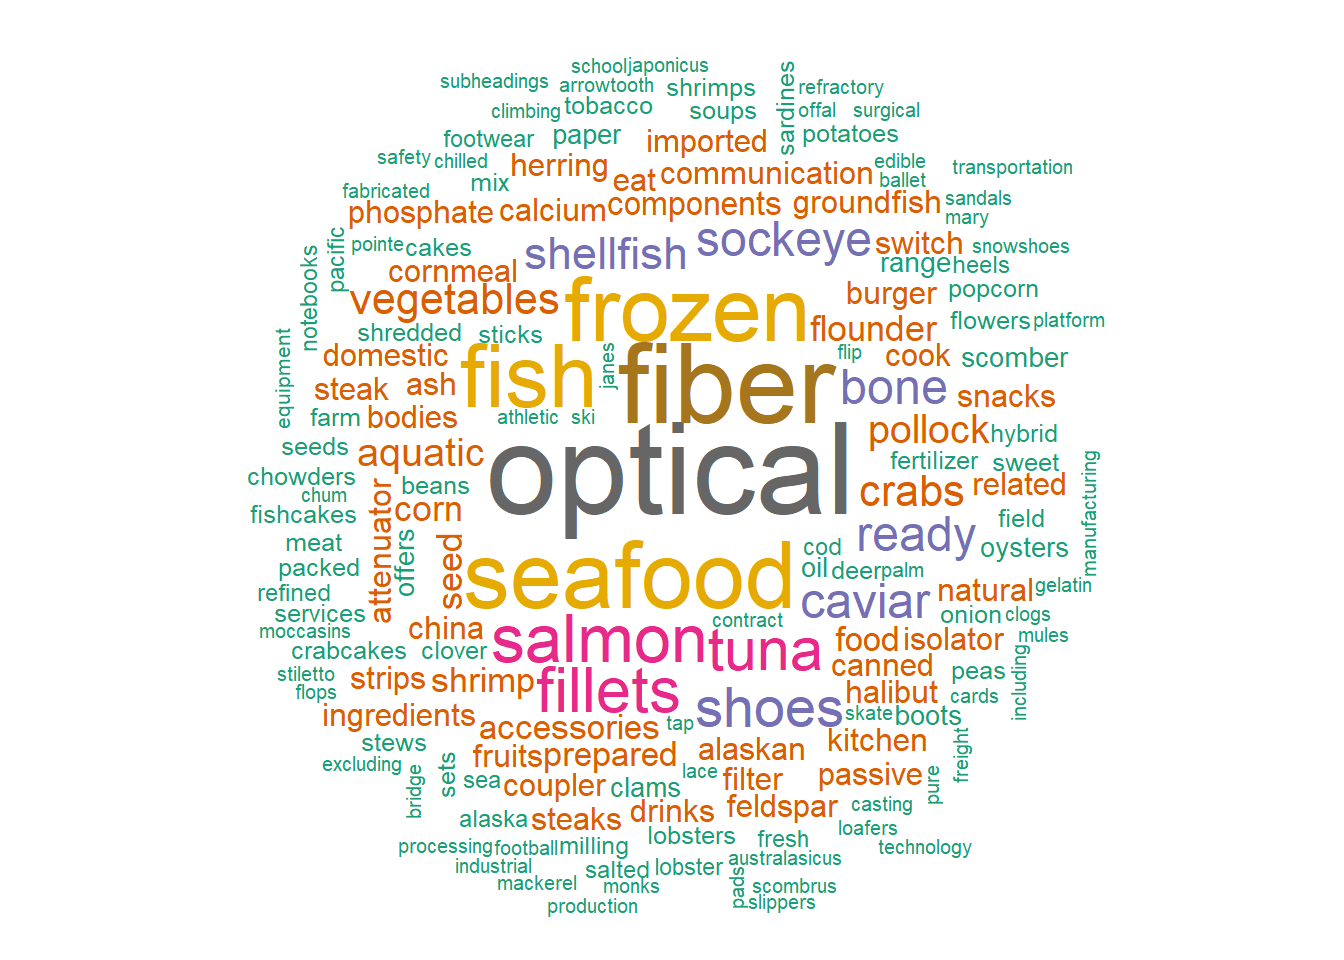 schooljaponicus
subheadings
arrowtooth
shrimps
sardines
refractory
climbing
tobacco
soups
offal
surgical
footwear
paper
imported
potatoes
safety
chilled
herring
eat
communication
edible
transportation
fabricated
mix
ballet
phosphate
calcium
components
groundfish
sandals
mary
pacific
pointe
cakes
shellfish
sockeye
switch
snowshoes
notebooks
cornmeal
range
heels
vegetables
frozen
burger
popcorn
shredded
sticks
flounder
flowers
platform
equipment
domestic
fish
janes
fiber
flip
cook
scomber
steak
ash
bone
snacks
farm
bodies
athletic
ski
pollock
hybrid
seeds
aquatic
optical
fertilizer
sweet
manufacturing
chowders
chum
beans
crabs
related
fishcakes
attenuator
corn
field
meat
offers
seed
ready
oysters
packed
seafood
cod
oil
deer
palm
refined
caviar
natural
gelatin
services
contract
onion
clogs
moccasins
china
salmon
tuna
food
isolator
mules
crabcakes
clover
canned
peas
including
stiletto
strips
shrimp
fillets
halibut
cards
flops
ingredients
accessories
tap
shoes
skate
boots
stews
fruits
prepared
alaskan
kitchen
excluding
sets
sea
coupler
clams
lace
filter
passive
pure
freight
bridge
alaska
steaks
drinks
feldspar
casting
processing
football
milling
lobsters
fresh
loafers
technology
industrial
salted
lobster
australasicus
mackerel
monks
pads
scombrus
production
slippers